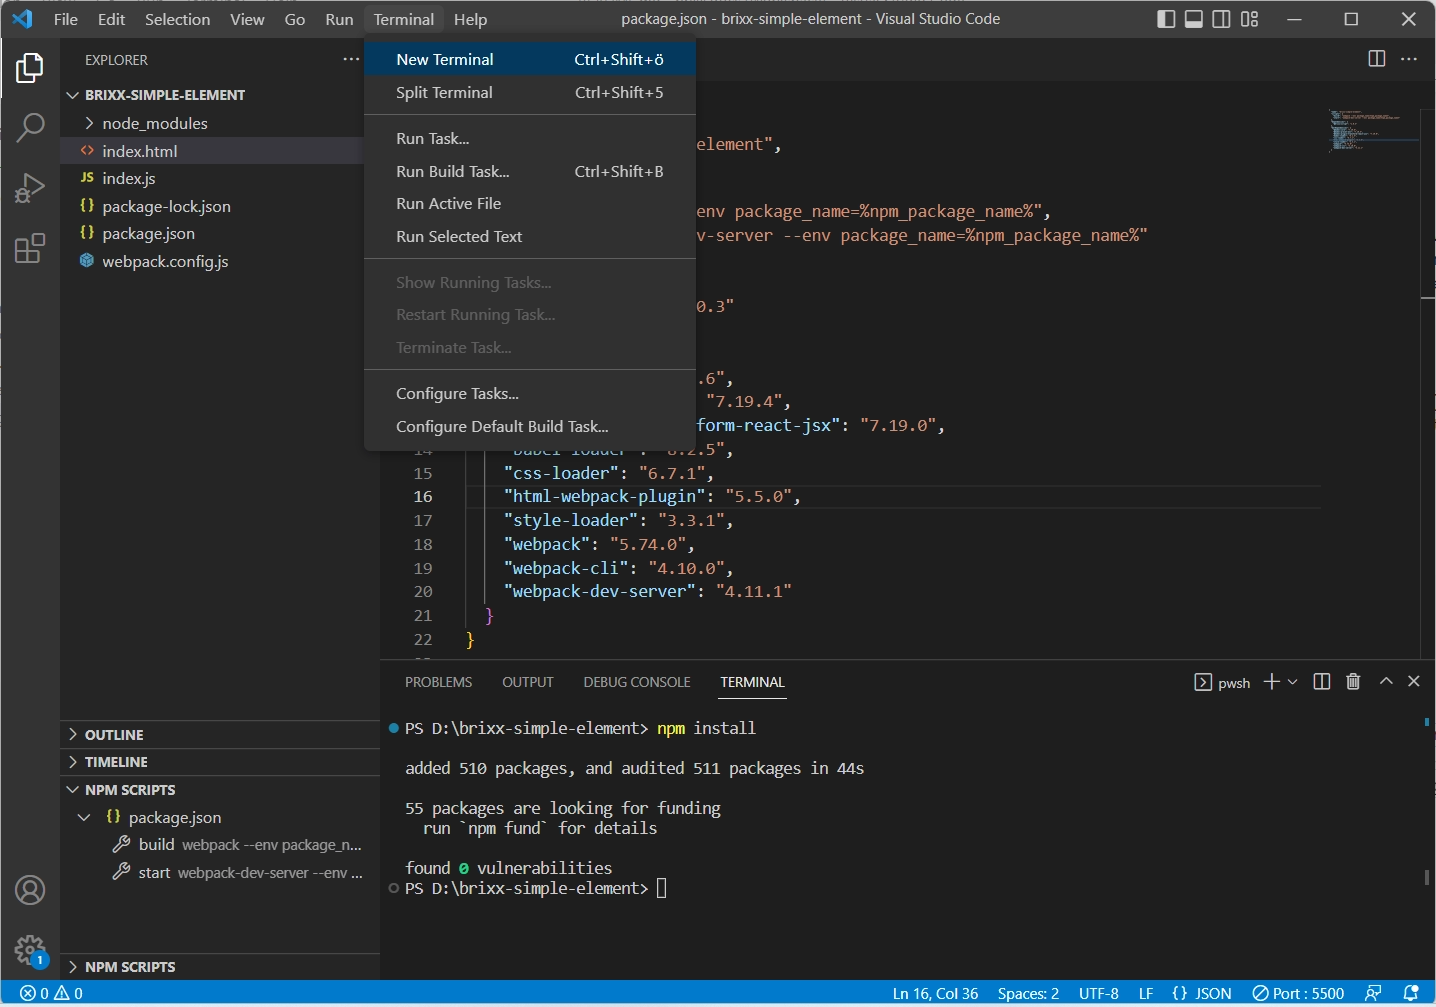 File Edit Selection View Go Run Terminal Help package.json - brixx-simple-element - Visual Studio Code
EXPLORER
BRIXX-SIMPLE-ELEMENT
node_modules
index.html
JS index.js
{} package-lock.json
{} package.json
webpack.config.js
OUTLINE
TIMELINE
NPM SCRIPTS
{} package.json
build webpack --env package_n...
start webpack-dev-server --env ...
NPM SCRIPTS
1
New Terminal Ctrl+Shift+ö
Split Terminal Ctrl+Shift+5
Run Task...
Run Build Task... Ctrl+Shift+B
Run Active File
Run Selected Text
Show Running Tasks...
Restart Running Task...
Terminate Task...
Configure Tasks...
Configure Default Build Task...
element",
env package_name=%npm_package_name%",
v-server --env package_name=%npm_package_name%"
0.3"
.6",
"7.19.4",
form-react-jsx": "7.19.0",
15 "css-loader": "6.7.1",
16 "html-webpack-plugin": "5.5.0",
17 "style-loader": "3.3.1",
18 "webpack": "5.74.0",
19 "webpack-cli": "4.10.0",
20 "webpack-dev-server": "4.11.1"
21 }
22 }
PROBLEMS OUTPUT DEBUG CONSOLE TERMINAL pwsh
PS D:\brixx-simple-element> npm install
added 510 packages, and audited 511 packages in 44s
55 packages are looking for funding
run `npm fund` for details
found 0 vulnerabilities
PS D:\brixx-simple-element>
0 0 Ln 16, Col 36 Spaces: 2 UTF-8 LF {} JSON Port : 5500